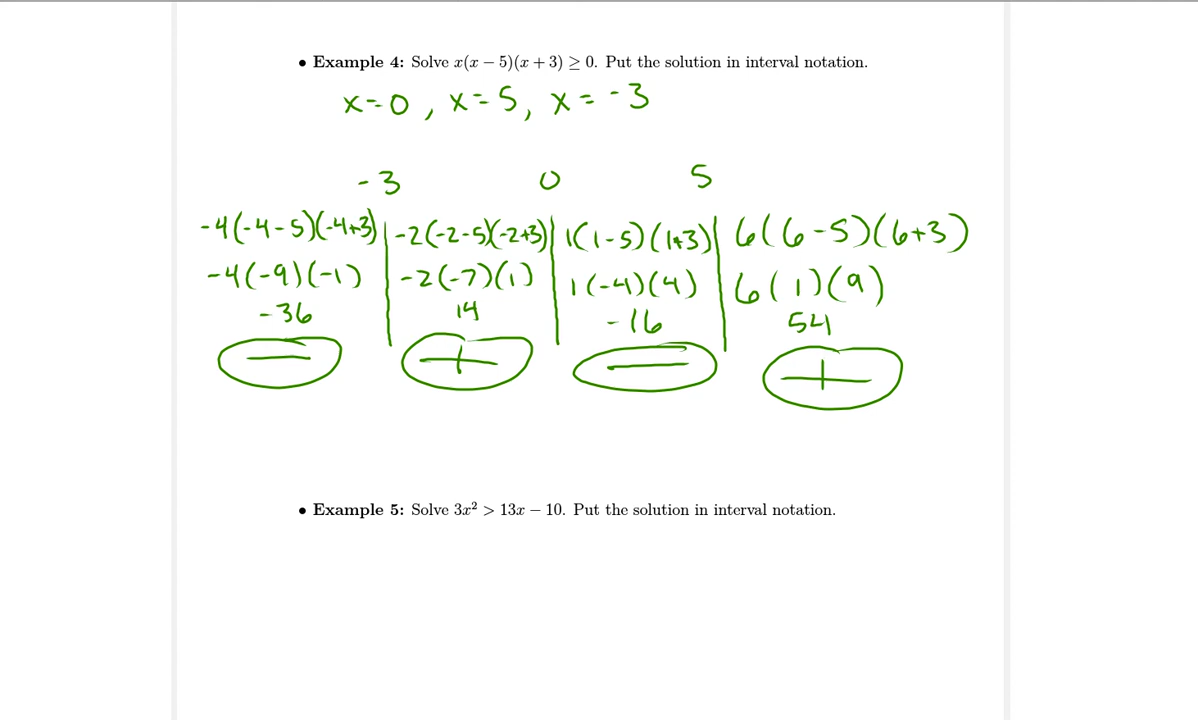 • Example 4: Solve x(x − 5)(x + 3) ≥ 0. Put the solution in interval notation.
x=0 , x=5, x=-3
-3 0 5
-4(-4-5)(-4+3) | -2(-2-5)(-2+3) | 1(1-5)(1+3) | 6(6-5)(6+3)
-4(-9)(-1) | -2(-7)(1) | 1(-4)(4) | 6(1)(9)
-36 14 -16 54
− + − +
• Example 5: Solve 3x² > 13x − 10. Put the solution in interval notation.